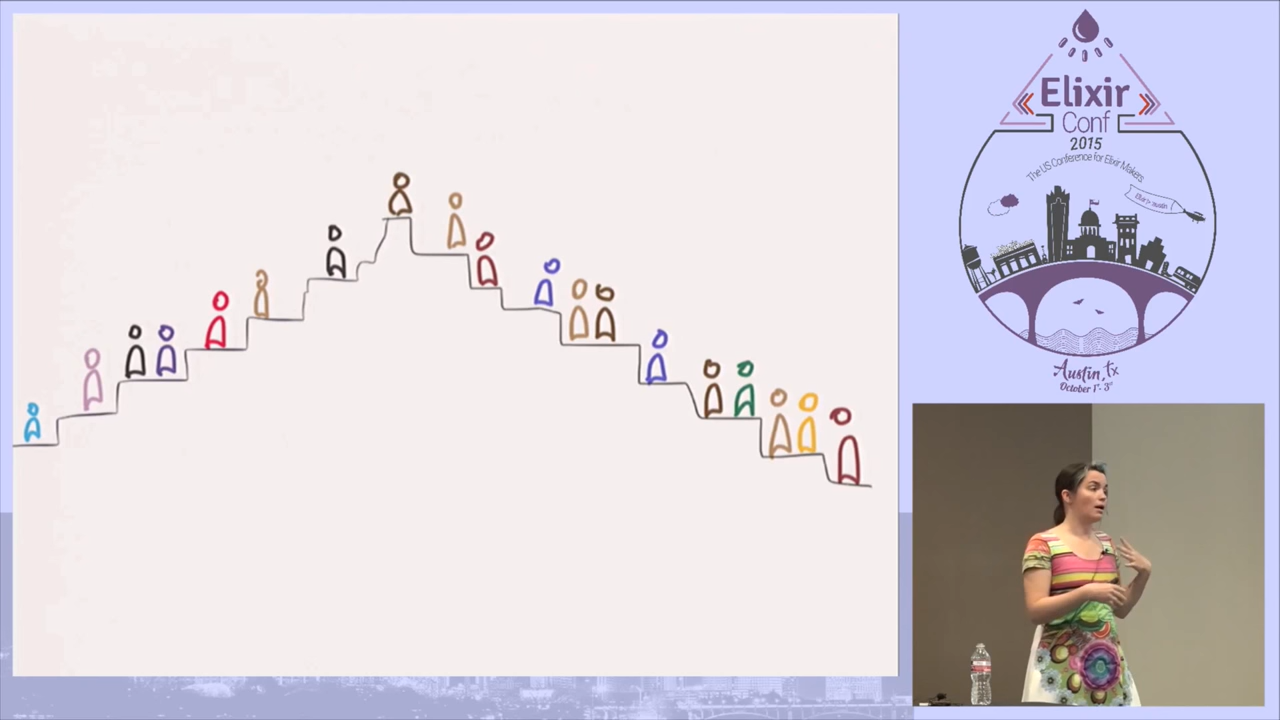 Elixir
Conf
2015
The US Conference for Elixir Makers
Austin, TX
October 1st - 3rd